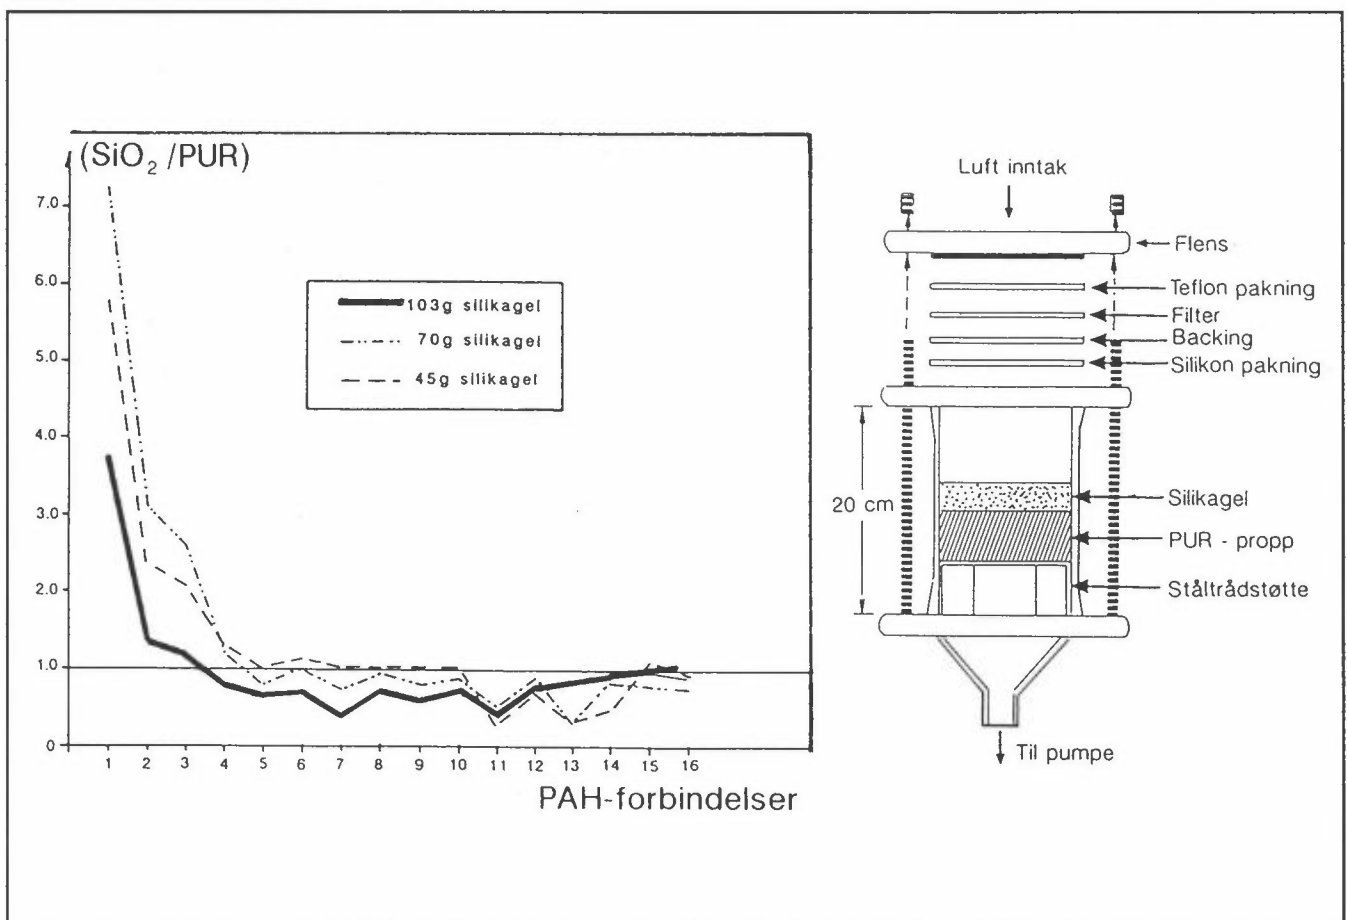 (SiO2 /PUR)
7.0
6.0
5.0
4.0
3.0
2.0
1.0
0
103g silikagel
70g silikagel
45g silikagel
1 2 3 4 5 6 7 8 9 10 11 12 13 14 15 16
PAH-forbindelser
Luft inntak
Flens
Teflon pakning
Filter
Backing
Silikon pakning
20 cm
Silikagel
PUR - propp
Ståltrådstøtte
Til pumpe